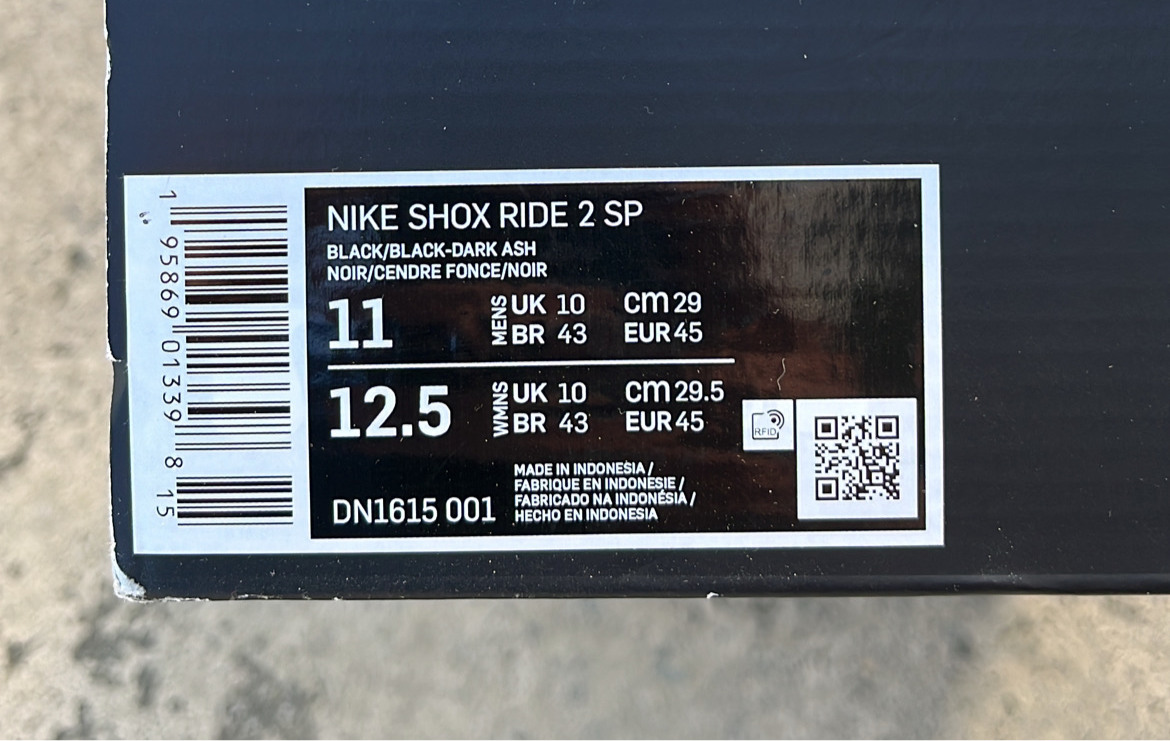 1 95869 01339 8 15
NIKE SHOX RIDE 2 SP
BLACK/BLACK-DARK ASH
NOIR/CENDRE FONCE/NOIR
11 MENS UK 10 cm 29
BR 43 EUR 45
12.5 WMNS UK 10 cm 29.5
BR 43 EUR 45
RFID
MADE IN INDONESIA /
FABRIQUE EN INDONESIE /
FABRICADO NA INDONÉSIA /
HECHO EN INDONESIA
DN1615 001